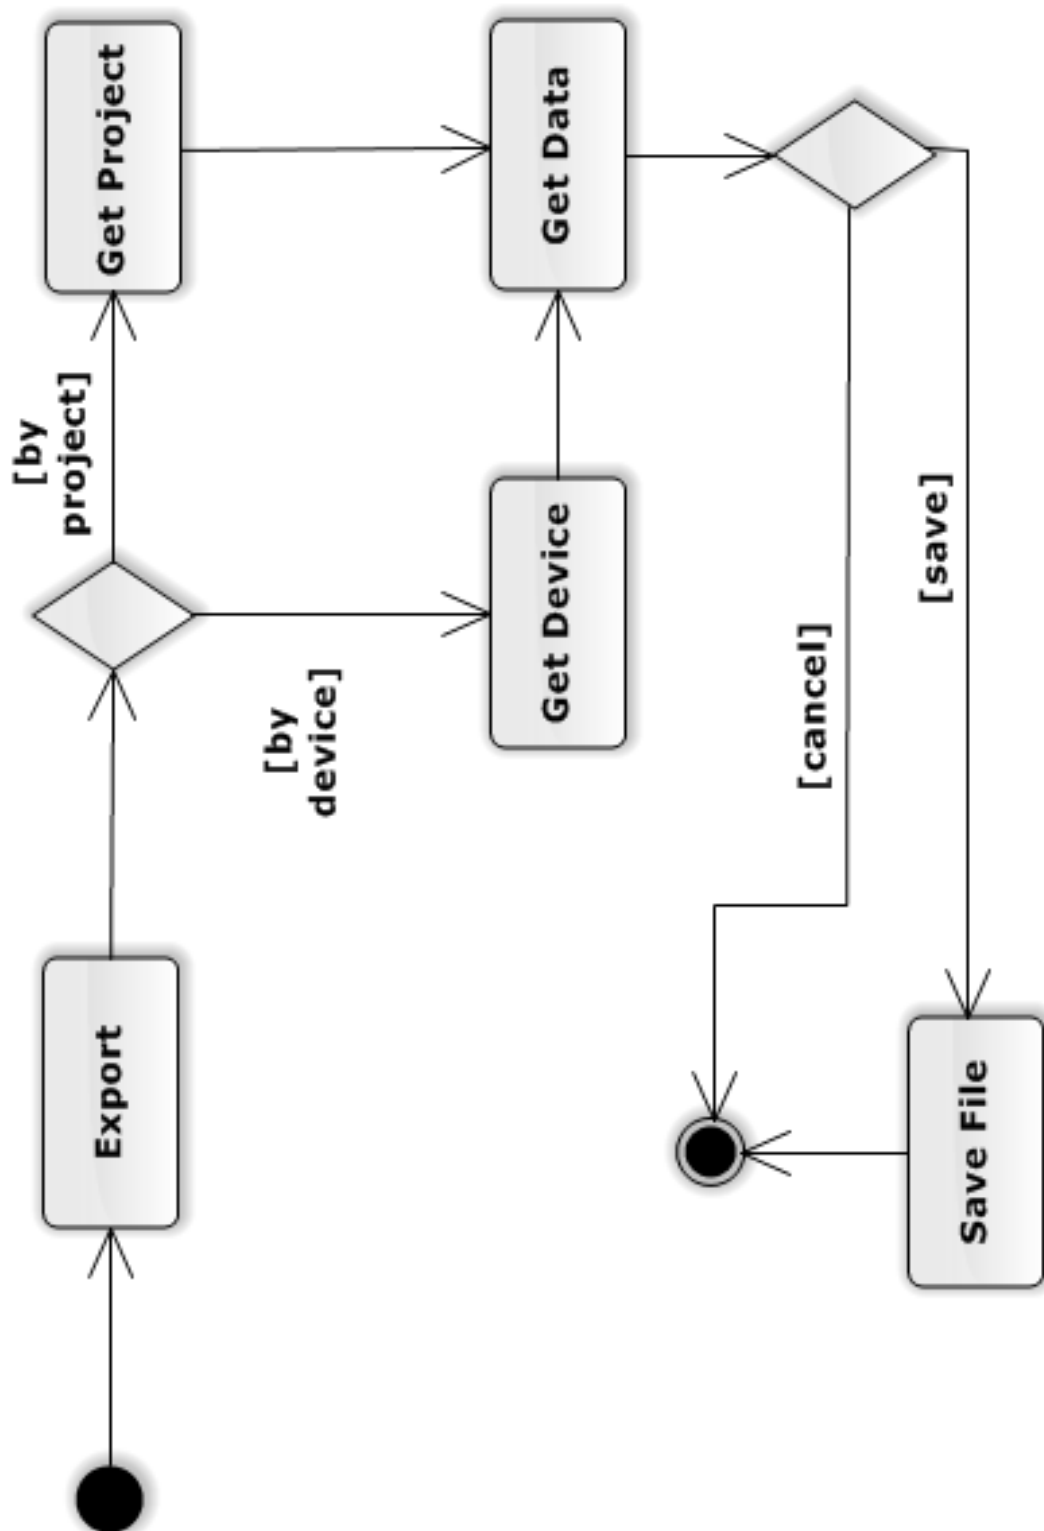 Export
[by
project]
Get Project
[by
device]
Get Device
Get Data
[cancel]
[save]
Save File